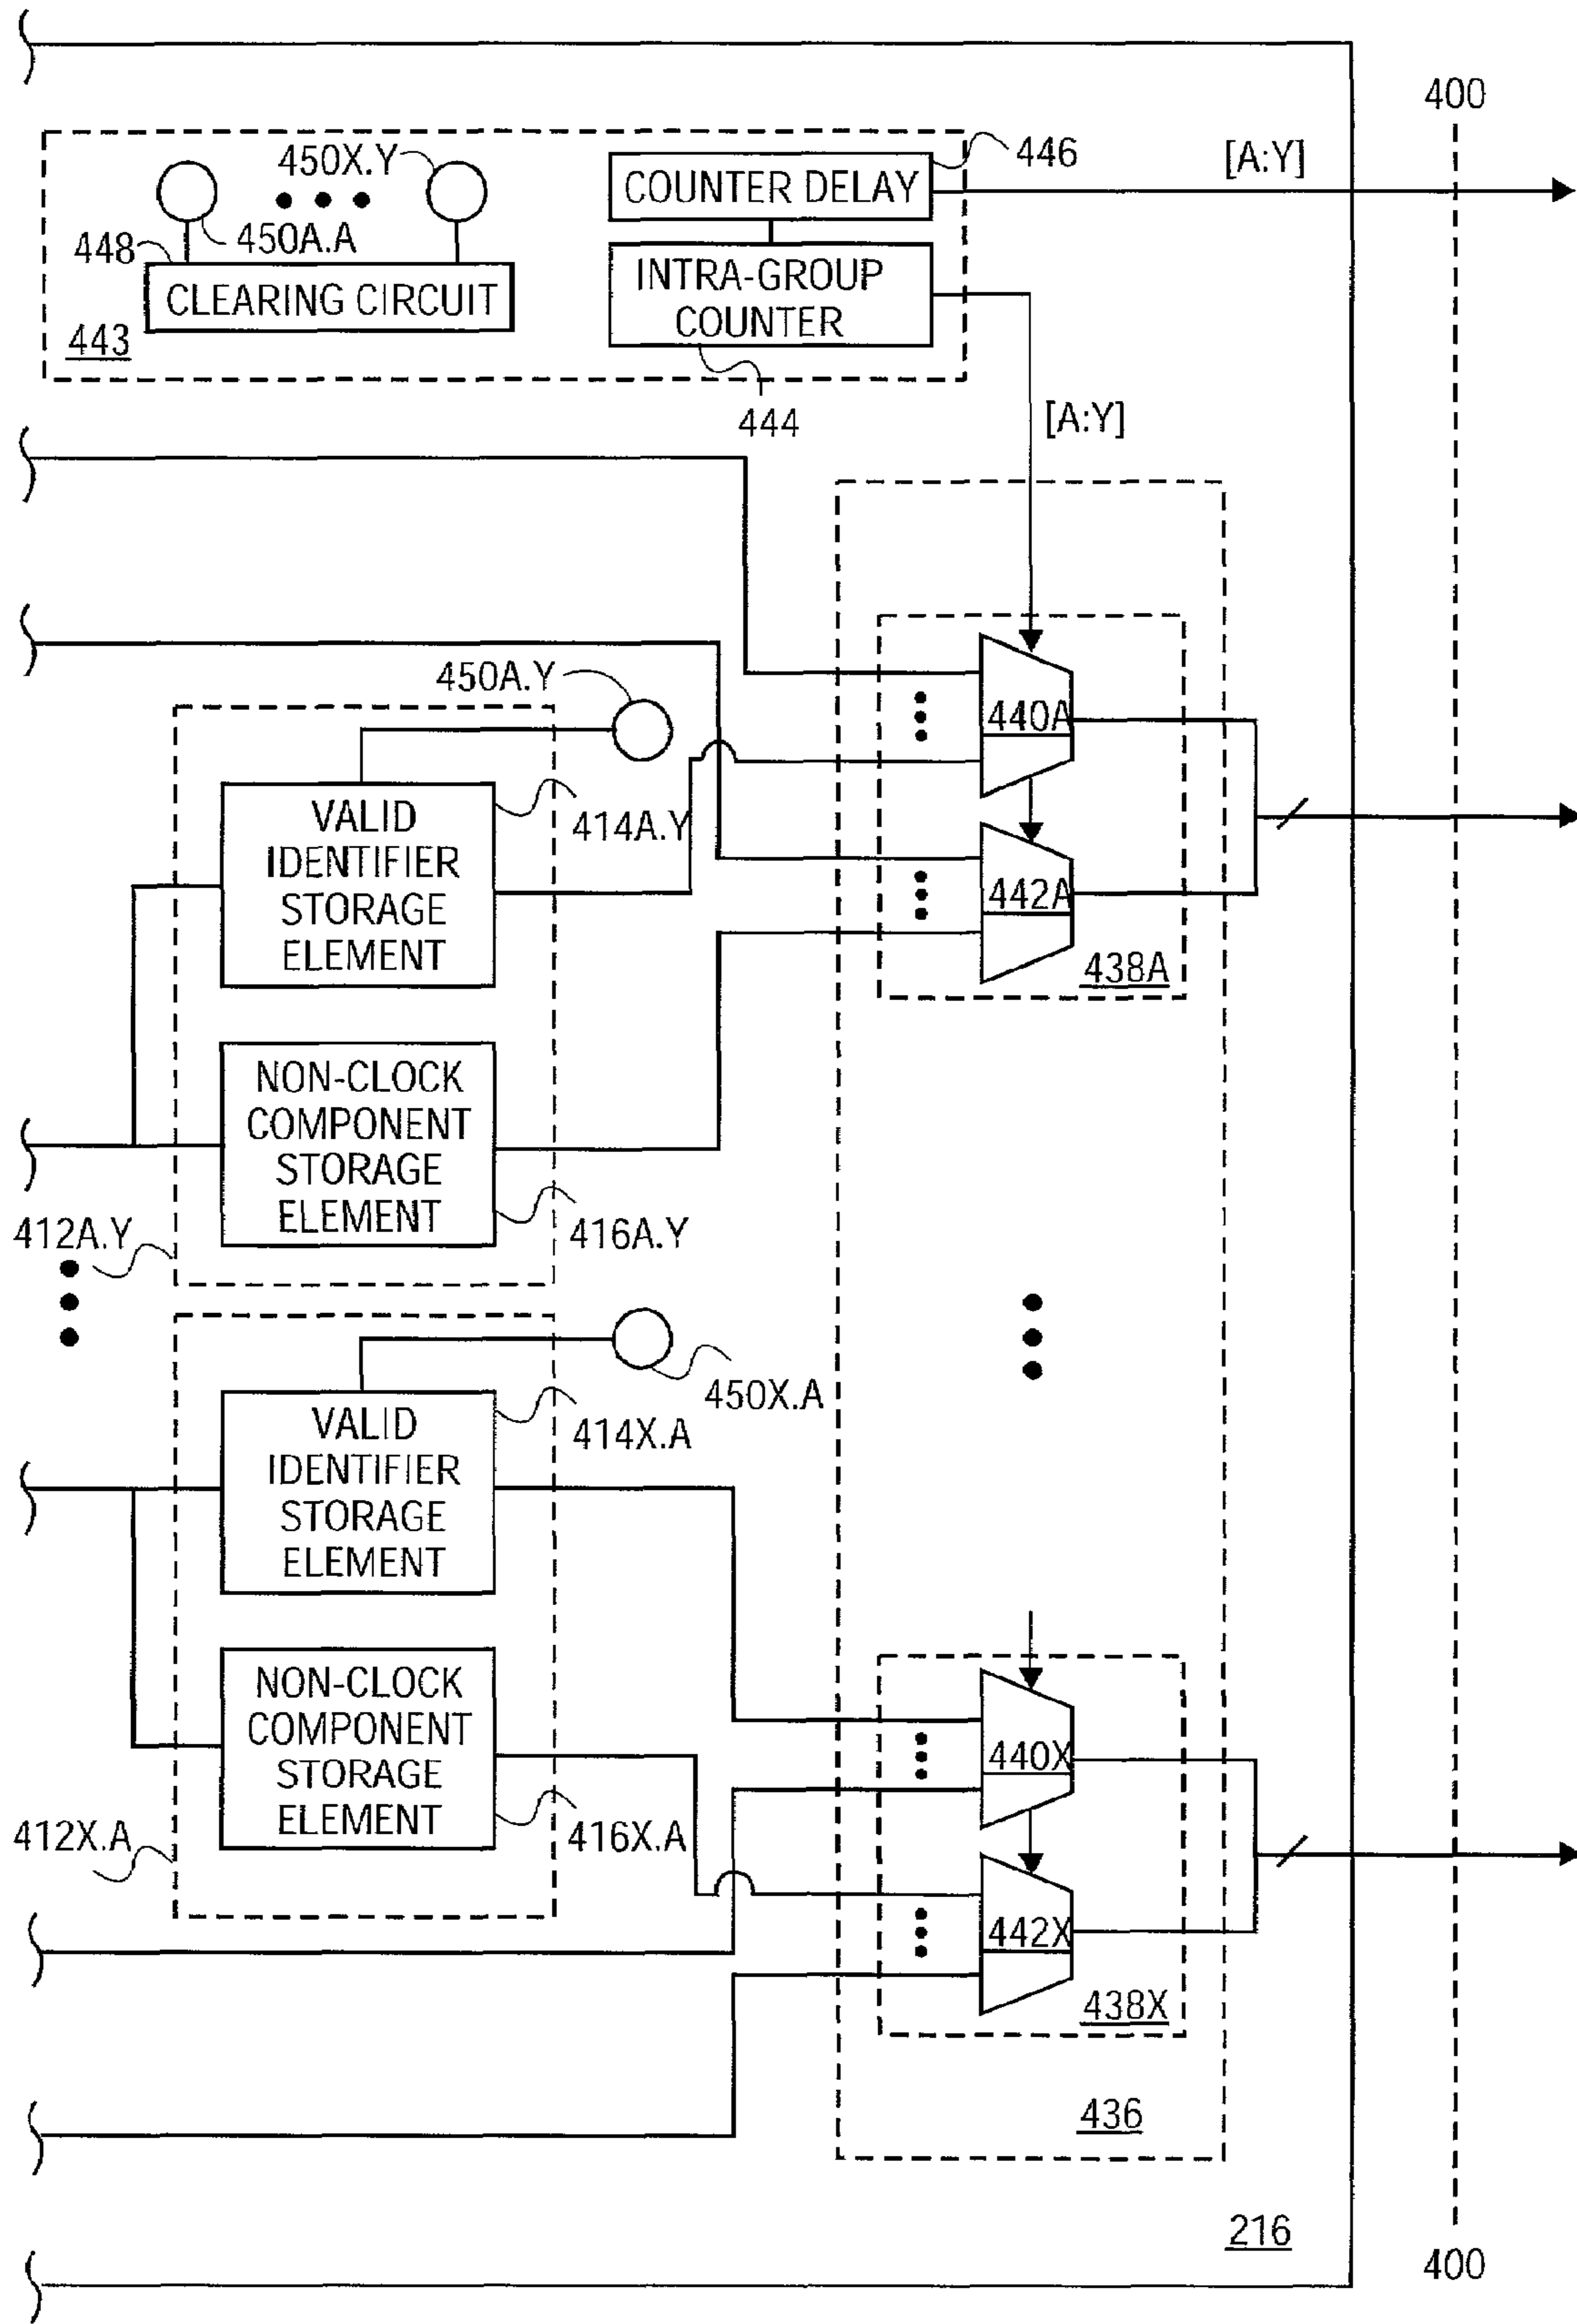 400
[A:Y]
450X.Y
446
COUNTER DELAY
450A.A
448
CLEARING CIRCUIT
INTRA-GROUP
COUNTER
443
444
[A:Y]
450A.Y
440A
VALID
IDENTIFIER
STORAGE
ELEMENT
414A.Y
442A
438A
NON-CLOCK
COMPONENT
STORAGE
ELEMENT
412A.Y
416A.Y
450X.A
VALID
IDENTIFIER
STORAGE
ELEMENT
414X.A
NON-CLOCK
COMPONENT
STORAGE
ELEMENT
440X
412X.A
416X.A
442X
438X
436
216
400